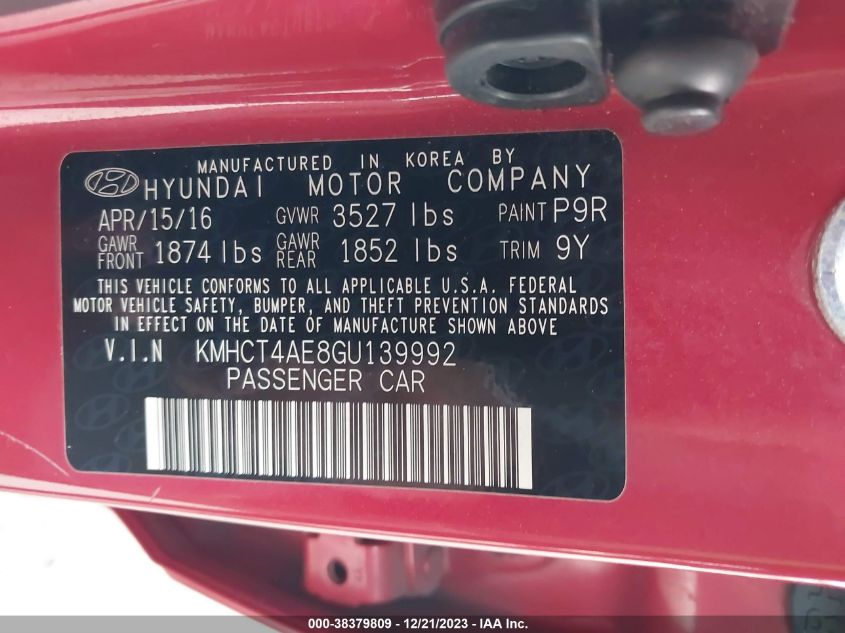 MANUFACTURED IN KOREA BY
HYUNDAI MOTOR COMPANY
APR/15/16 GVWR 3527 lbs PAINT P9R
GAWR FRONT 1874 lbs GAWR REAR 1852 lbs TRIM 9Y
THIS VEHICLE CONFORMS TO ALL APPLICABLE U.S.A. FEDERAL
MOTOR VEHICLE SAFETY, BUMPER, AND THEFT PREVENTION STANDARDS
IN EFFECT ON THE DATE OF MANUFACTURE SHOWN ABOVE
V.I.N KMHCT4AE8GU139992
PASSENGER CAR
000-38379809 - 12/21/2023 - IAA Inc.